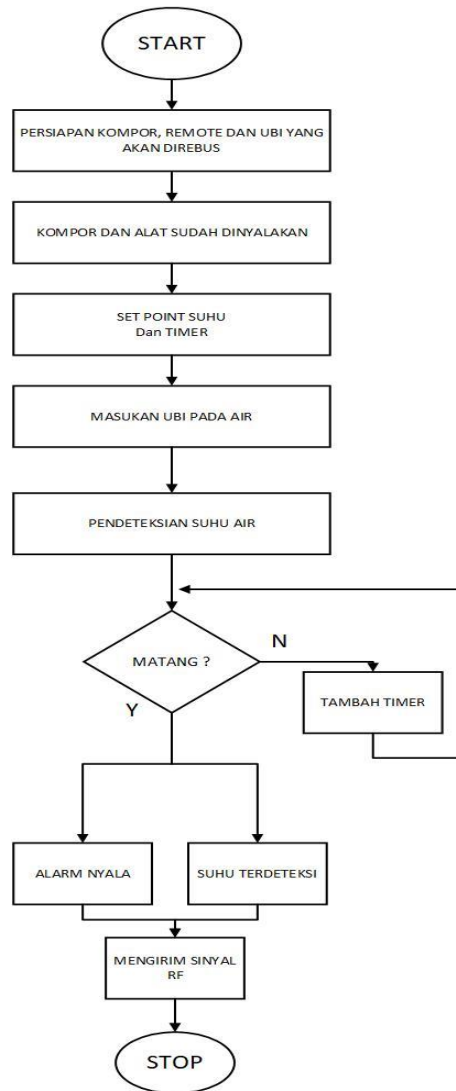 START
PERSIAPAN KOMPOR, REMOTE DAN UBI YANG
AKAN DIREBUS
KOMPOR DAN ALAT SUDAH DINYALAKAN
SET POINT SUHU
Dan TIMER
MASUKAN UBI PADA AIR
PENDETEKSIAN SUHU AIR
MATANG ?
N
TAMBAH TIMER
Y
ALARM NYALA
SUHU TERDETEKSI
MENGIRIM SINYAL
RF
STOP